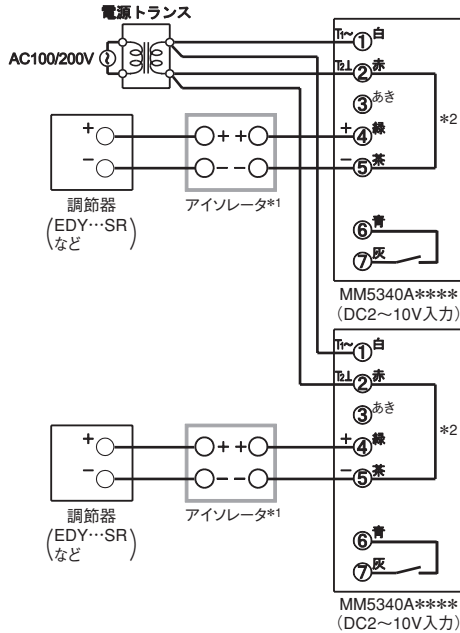 電源トランス
AC100/200V
T1~ ① 白
T2⊥ ② 赤
③ あき
*2
+ ④ 緑
− ⑤ 茶
+ + + +
− − − −
調節器
(EDY…SR)
など
アイソレータ*1
⑥ 青
⑦ 灰
MM5340A****
(DC2~10V入力)
T1~ ① 白
T2⊥ ② 赤
③ あき
*2
+ ④ 緑
− ⑤ 茶
+ + + +
− − − −
調節器
(EDY…SR)
など
アイソレータ*1
⑥ 青
⑦ 灰
MM5340A****
(DC2~10V入力)